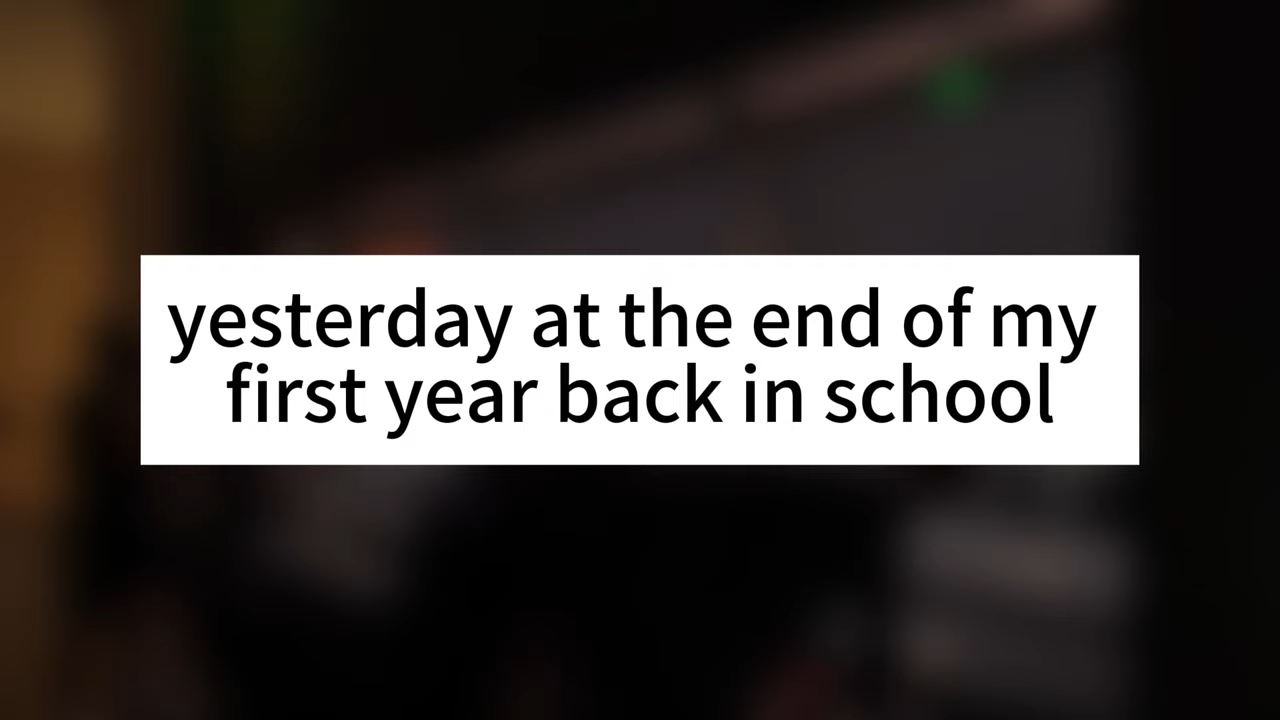 yesterday at the end of my
first year back in school